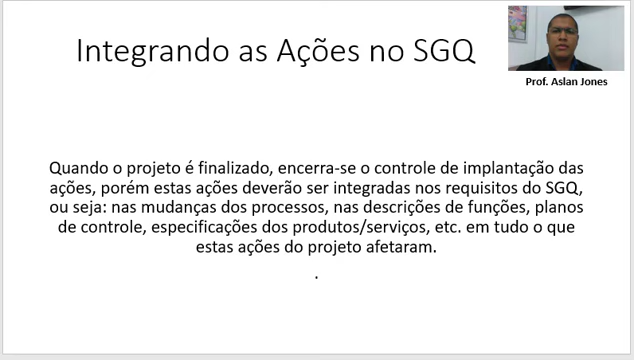 Integrando as Ações no SGQ
Prof. Aslan Jones
Quando o projeto é finalizado, encerra-se o controle de implantação das
ações, porém estas ações deverão ser integradas nos requisitos do SGQ,
ou seja: nas mudanças dos processos, nas descrições de funções, planos
de controle, especificações dos produtos/serviços, etc. em tudo o que
estas ações do projeto afetaram.
.